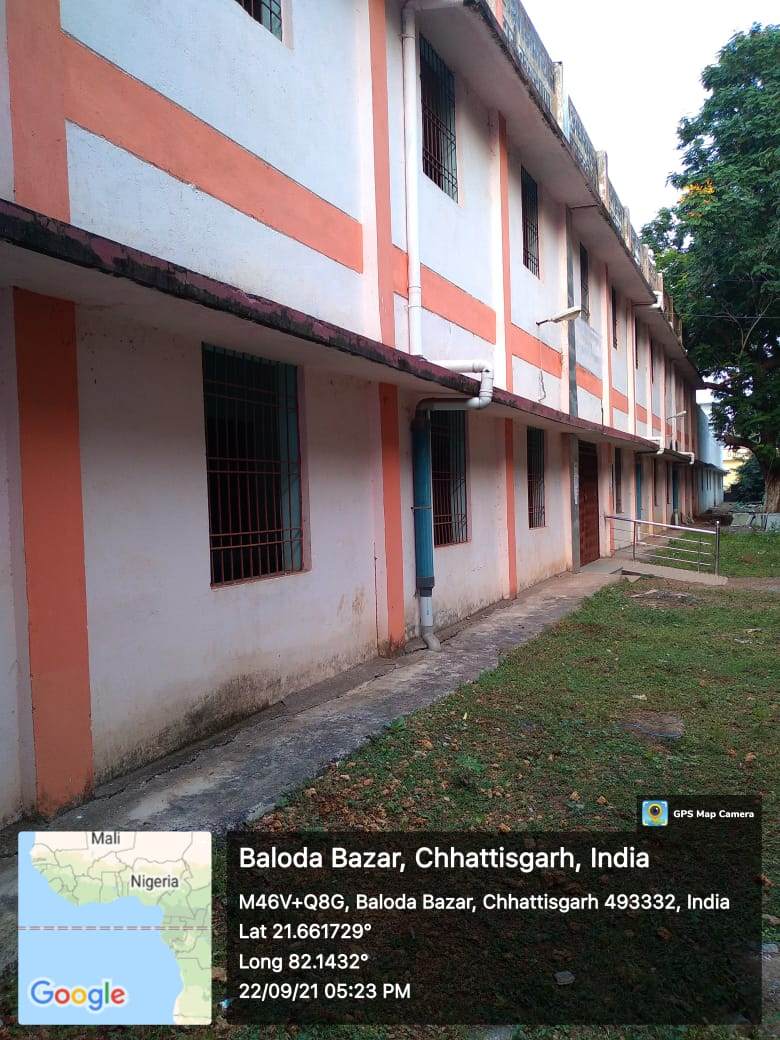 GPS Map Camera
Mali
Nigeria
Google
Baloda Bazar, Chhattisgarh, India
M46V+Q8G, Baloda Bazar, Chhattisgarh 493332, India
Lat 21.661729°
Long 82.1432°
22/09/21 05:23 PM